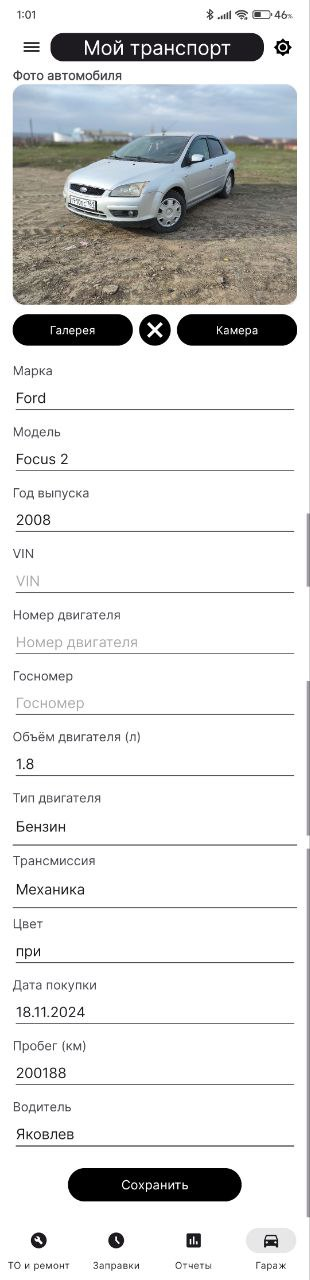 1:01
46%
Мой транспорт
Фото автомобиля
Галерея
Камера
Марка
Ford
Модель
Focus 2
Год выпуска
2008
VIN
VIN
Номер двигателя
Номер двигателя
Госномер
Госномер
Объём двигателя (л)
1.8
Тип двигателя
Бензин
Трансмиссия
Механика
Цвет
при
Дата покупки
18.11.2024
Пробег (км)
200188
Водитель
Яковлев
Сохранить
ТО и ремонт
Заправки
Отчеты
Гараж